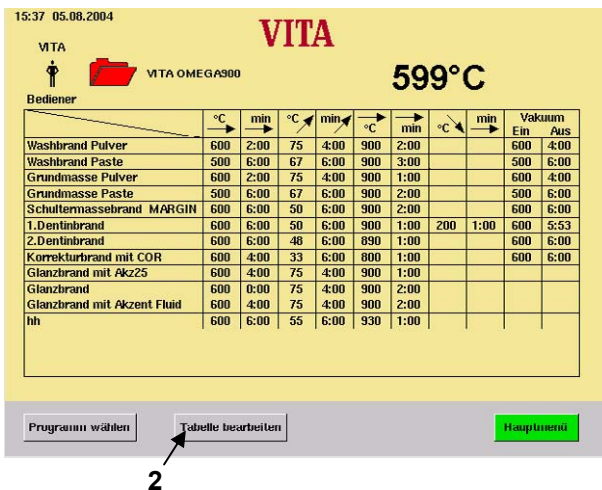 15:37 05.08.2004
VITA
VITA
VITA OMEGA900
599°C
Bediener
°C min °C min °C min °C min Vakuum
Ein Aus
Washbrand Pulver 600 2:00 75 4:00 900 2:00 600 4:00
Washbrand Paste 500 6:00 67 6:00 900 3:00 500 6:00
Grundmasse Pulver 600 2:00 75 4:00 900 1:00 600 4:00
Grundmasse Paste 500 6:00 67 6:00 900 2:00 500 6:00
Schultermassebrand MARGIN 600 6:00 50 6:00 900 2:00 600 6:00
1.Dentinbrand 600 6:00 50 6:00 900 1:00 200 1:00 600 5:53
2.Dentinbrand 600 6:00 48 6:00 890 1:00 600 6:00
Korrekturbrand mit COR 600 4:00 33 6:00 800 1:00 600 6:00
Glanzbrand mit Akz25 600 4:00 75 4:00 900 1:00
Glanzbrand 600 0:00 75 4:00 900 2:00
Glanzbrand mit Akzent Fluid 600 4:00 75 4:00 900 2:00
hh 600 6:00 55 6:00 930 1:00
Programm wählen Tabelle bearbeiten Hauptmenü
2